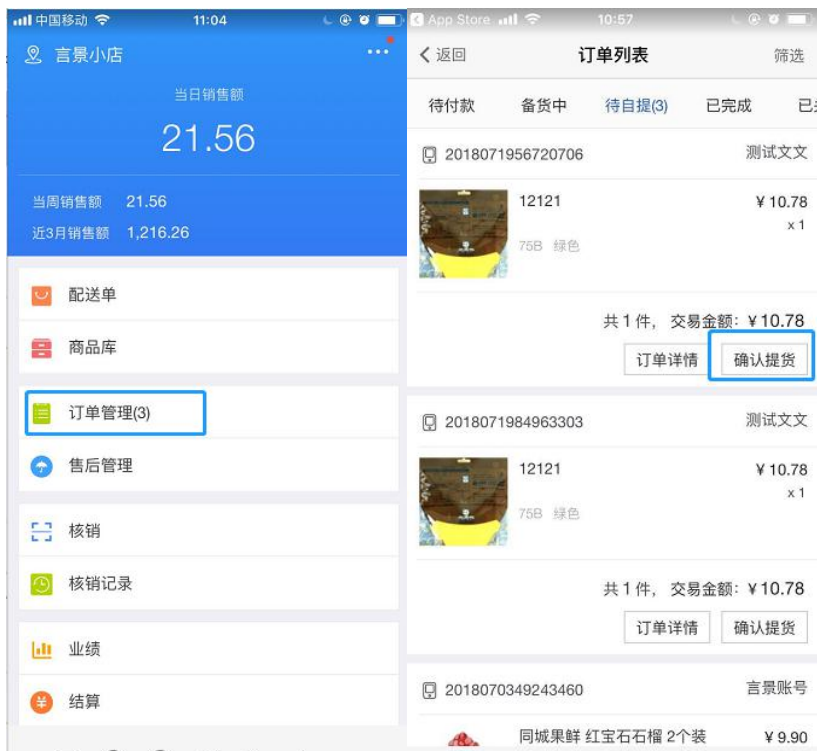 中国移动 11:04
言景小店
当日销售额
21.56
当周销售额 21.56
近3月销售额 1,216.26
配送单
商品库
订单管理(3)
售后管理
核销
核销记录
业绩
结算
App Store 10:57
返回 订单列表 筛选
待付款 备货中 待自提(3) 已完成 已
2018071956720706 测试文文
12121 ¥ 10.78
x 1
75B 绿色
共 1 件, 交易金额: ¥ 10.78
订单详情 确认提货
2018071984963303 测试文文
12121 ¥ 10.78
x 1
75B 绿色
共 1 件, 交易金额: ¥ 10.78
订单详情 确认提货
2018070349243460 言景账号
同城果鲜 红宝石石榴 2个装 ¥ 9.90